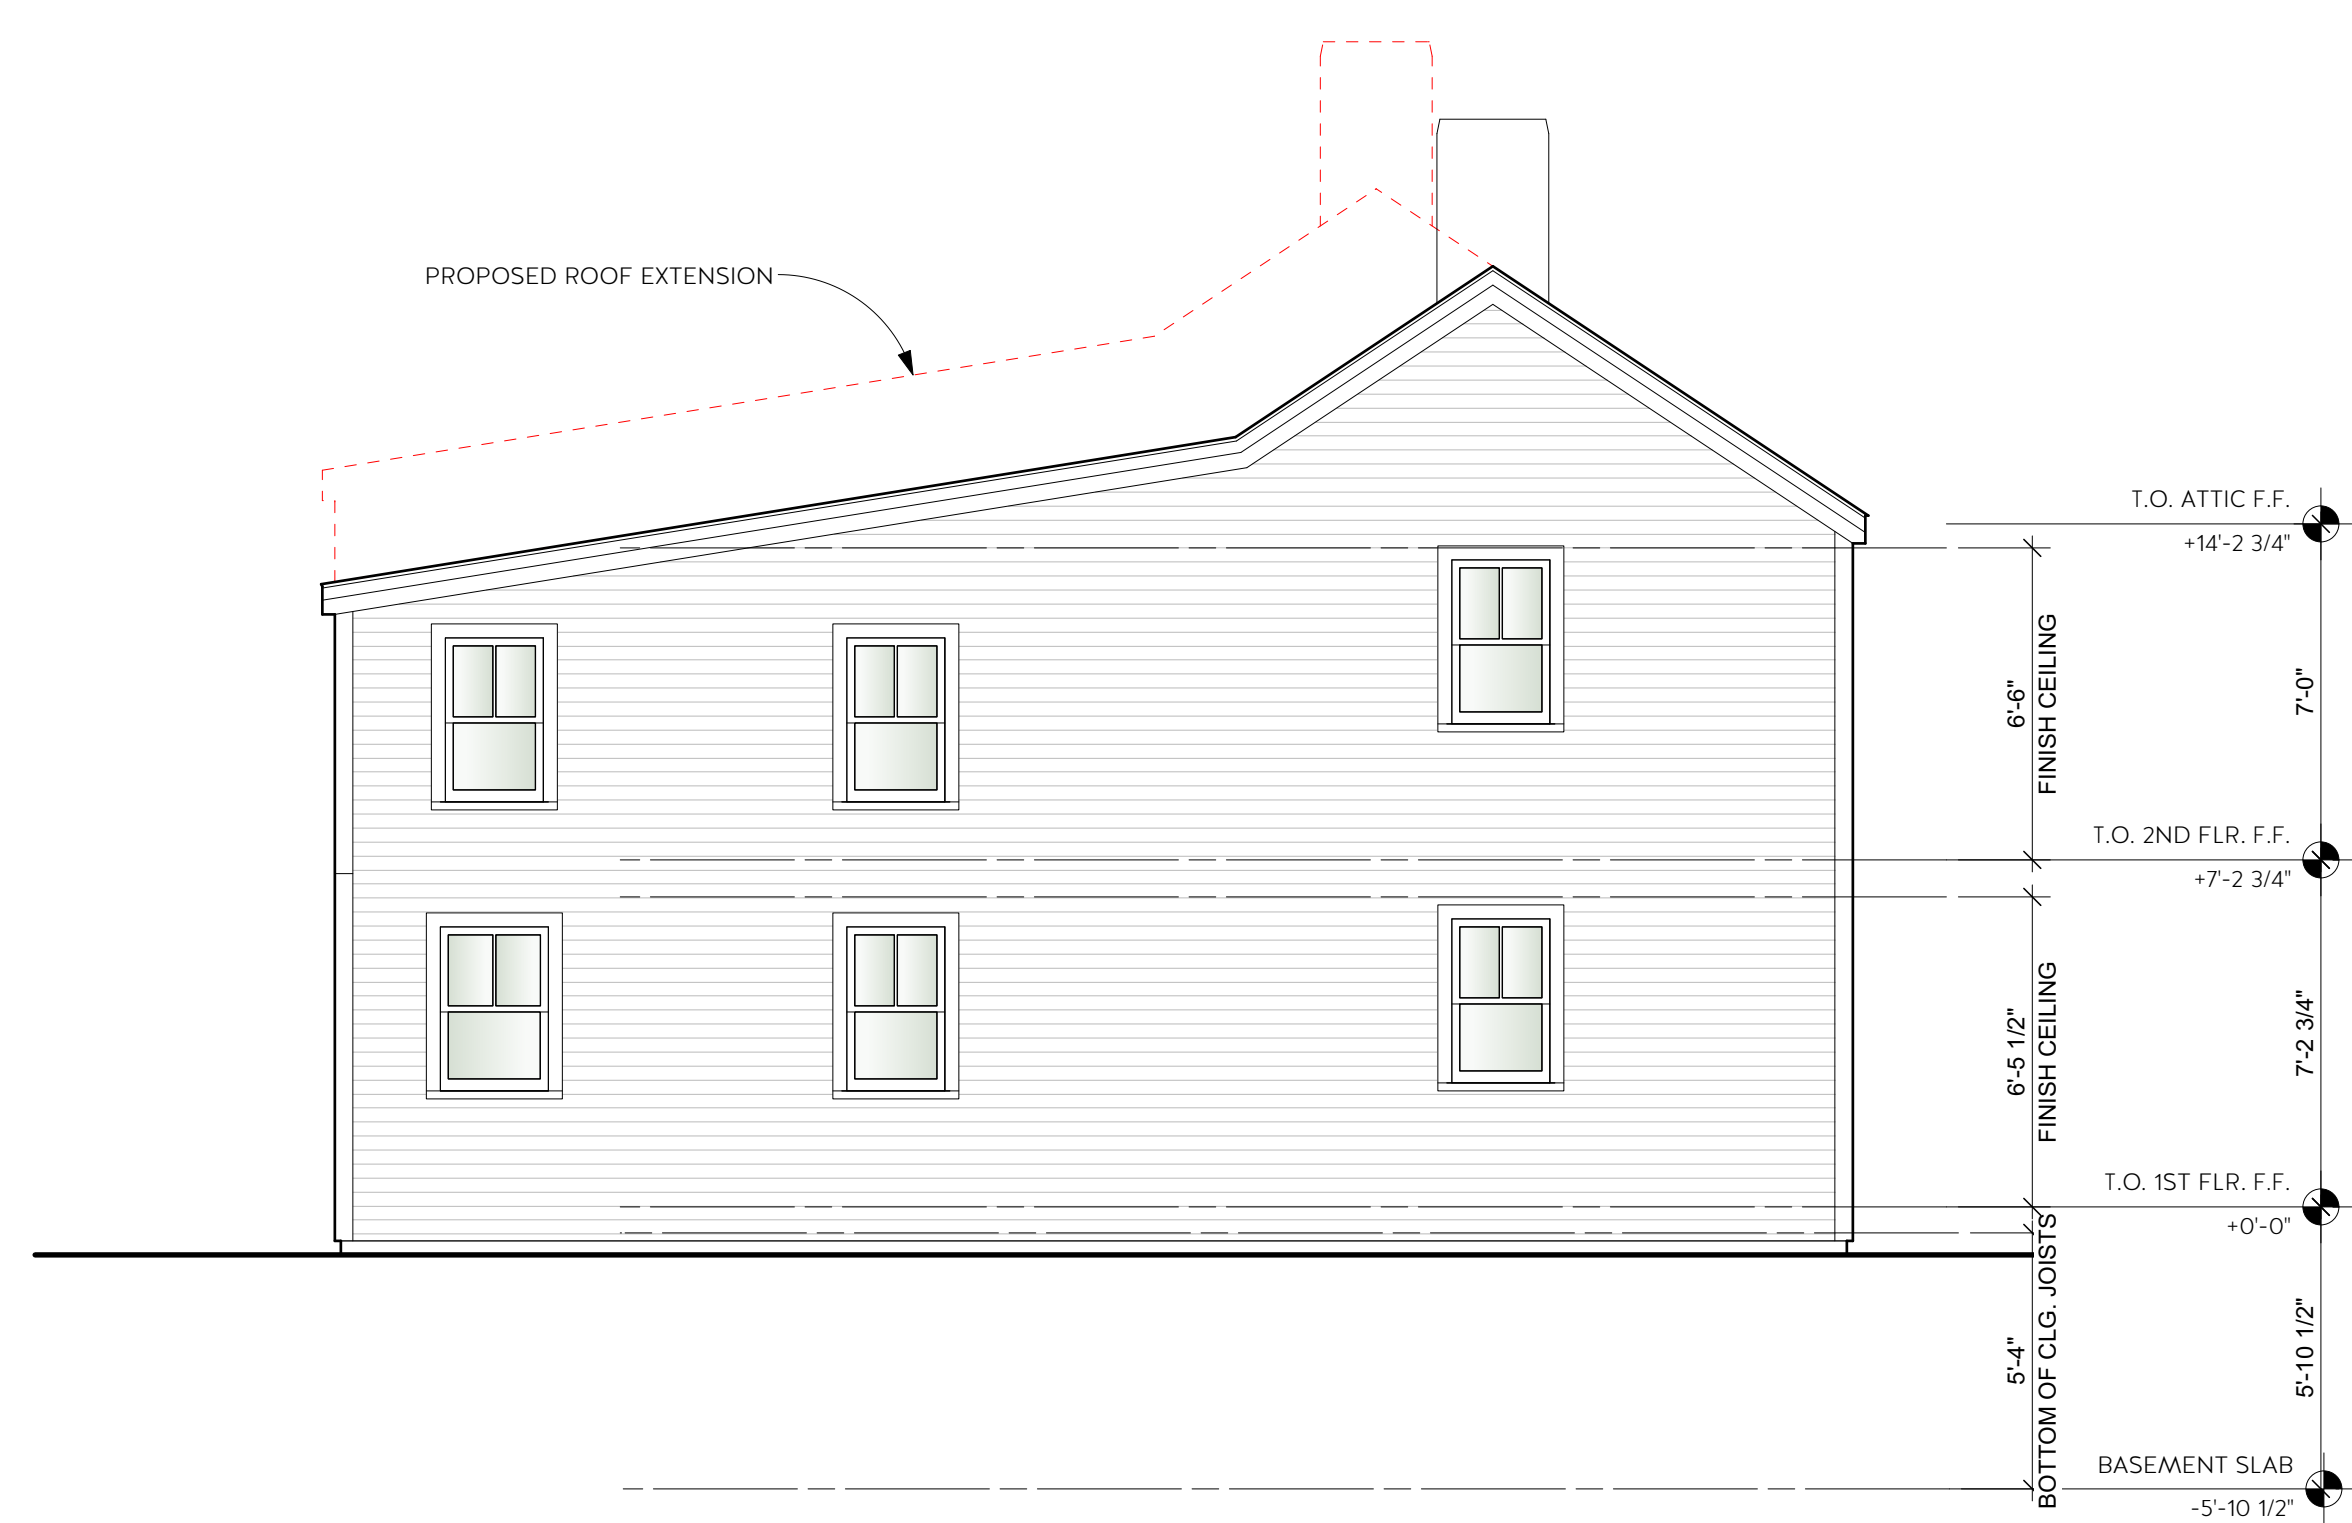 PROPOSED ROOF EXTENSION
T.O. ATTIC F.F.
+14'-2 3/4"
6'-6"
FINISH CEILING
7'-0"
T.O. 2ND FLR. F.F.
+7'-2 3/4"
6'-5 1/2"
FINISH CEILING
7'-2 3/4"
T.O. 1ST FLR. F.F.
+0'-0"
5'-4"
BOTTOM OF CLG. JOISTS
5'-10 1/2"
BASEMENT SLAB
-5'-10 1/2"